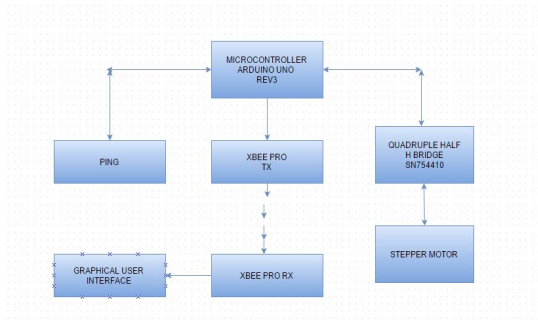 MICROCONTROLLER
ARDUINO UNO
REV3
PING
XBEE PRO
TX
QUADRUPLE HALF
H BRIDGE
SN754410
GRAPHICAL USER
INTERFACE
XBEE PRO RX
STEPPER MOTOR